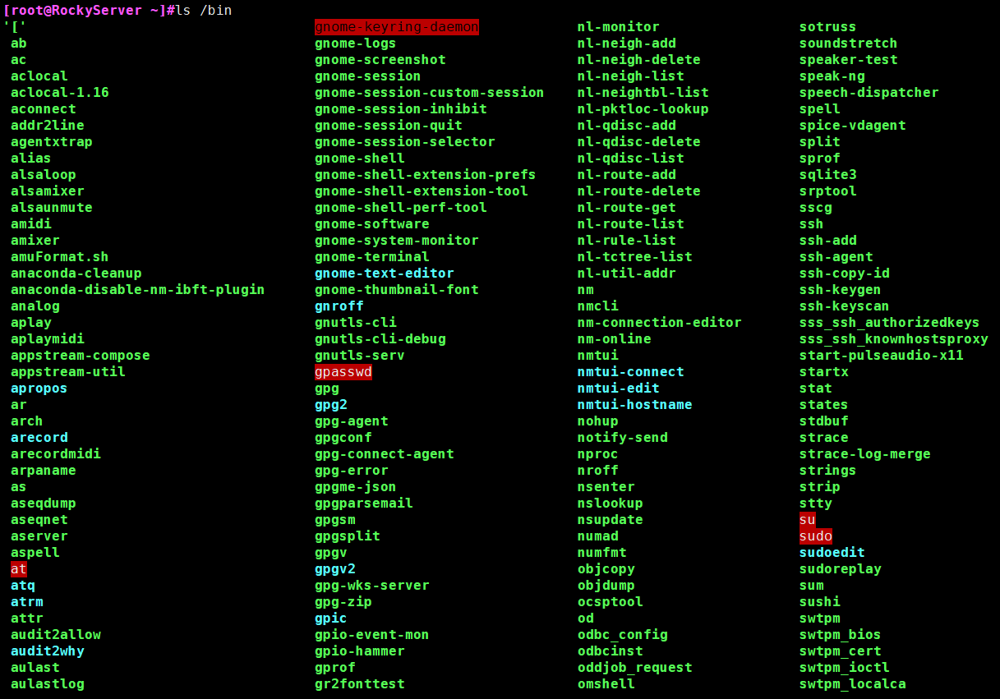 [root@RockyServer ~]#ls /bin
'[' gnome-keyring-daemon nl-monitor sotruss
ab gnome-logs nl-neigh-add soundstretch
ac gnome-screenshot nl-neigh-delete speaker-test
aclocal gnome-session nl-neigh-list speak-ng
aclocal-1.16 gnome-session-custom-session nl-neightbl-list speech-dispatcher
aconnect gnome-session-inhibit nl-pktloc-lookup spell
addr2line gnome-session-quit nl-qdisc-add spice-vdagent
agentxtrap gnome-session-selector nl-qdisc-delete split
alias gnome-shell nl-qdisc-list sprof
alsaloop gnome-shell-extension-prefs nl-route-add sqlite3
alsamixer gnome-shell-extension-tool nl-route-delete srptool
alsaunmute gnome-shell-perf-tool nl-route-get sscg
amidi gnome-software nl-route-list ssh
amixer gnome-system-monitor nl-rule-list ssh-add
amuFormat.sh gnome-terminal nl-tctree-list ssh-agent
anaconda-cleanup gnome-text-editor nl-util-addr ssh-copy-id
anaconda-disable-nm-ibft-plugin gnome-thumbnail-font nm ssh-keygen
analog gnroff nmcli ssh-keyscan
aplay gnutls-cli nm-connection-editor sss_ssh_authorizedkeys
aplaymidi gnutls-cli-debug nm-online sss_ssh_knownhostsproxy
appstream-compose gnutls-serv nmtui start-pulseaudio-x11
appstream-util gpasswd nmtui-connect startx
apropos gpg nmtui-edit stat
ar gpg2 nmtui-hostname states
arch gpg-agent nohup stdbuf
arecord gpgconf notify-send strace
arecordmidi gpg-connect-agent nproc strace-log-merge
arpaname gpg-error nroff strings
as gpgme-json nsenter strip
aseqdump gpgparsemail nslookup stty
aseqnet gpgsm nsupdate su
aserver gpgsplit numad sudo
aspell gpgv numfmt sudoedit
at gpgv2 objcopy sudoreplay
atq gpg-wks-server objdump sum
atrm gpg-zip ocsptool sushi
attr gpic od swtpm
audit2allow gpio-event-mon odbc_config swtpm_bios
audit2why gpio-hammer odbcinst swtpm_cert
aulast gprof oddjob_request swtpm_ioctl
aulastlog gr2fonttest omshell swtpm_localca